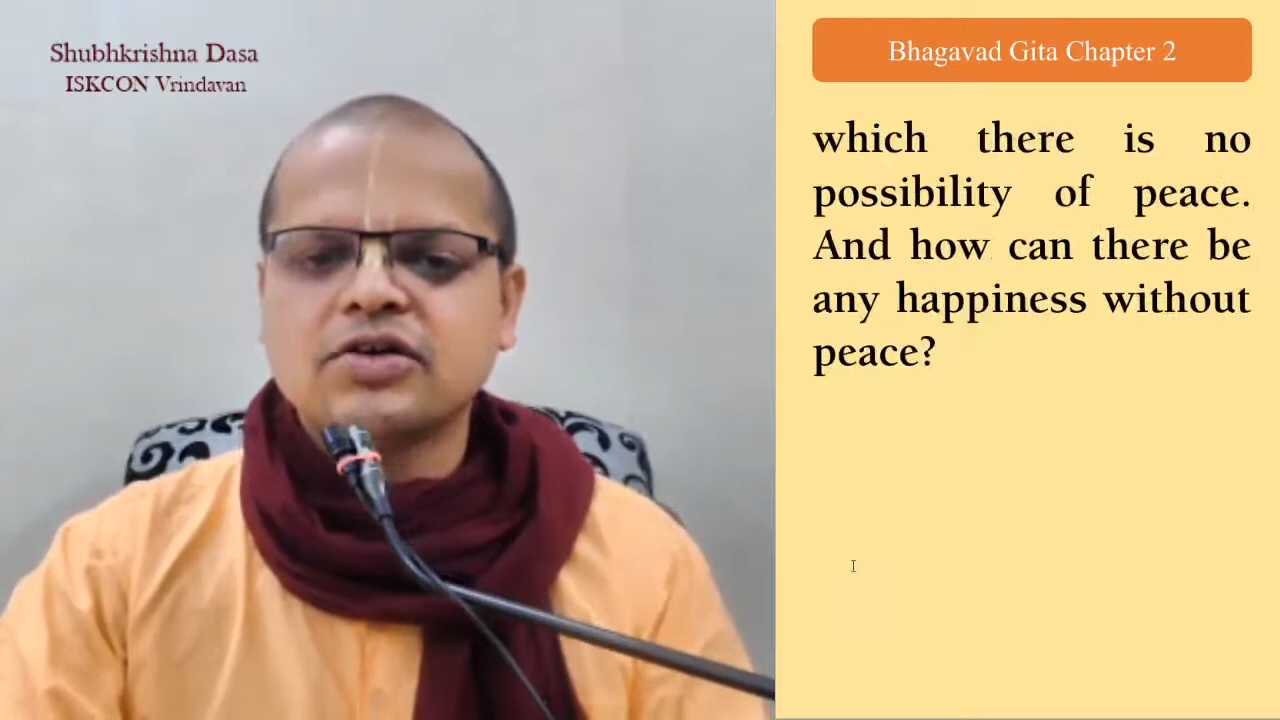 Shubhkrishna Dasa
ISKCON Vrindavan
Bhagavad Gita Chapter 2
which there is no
possibility of peace.
And how can there be
any happiness without
peace?